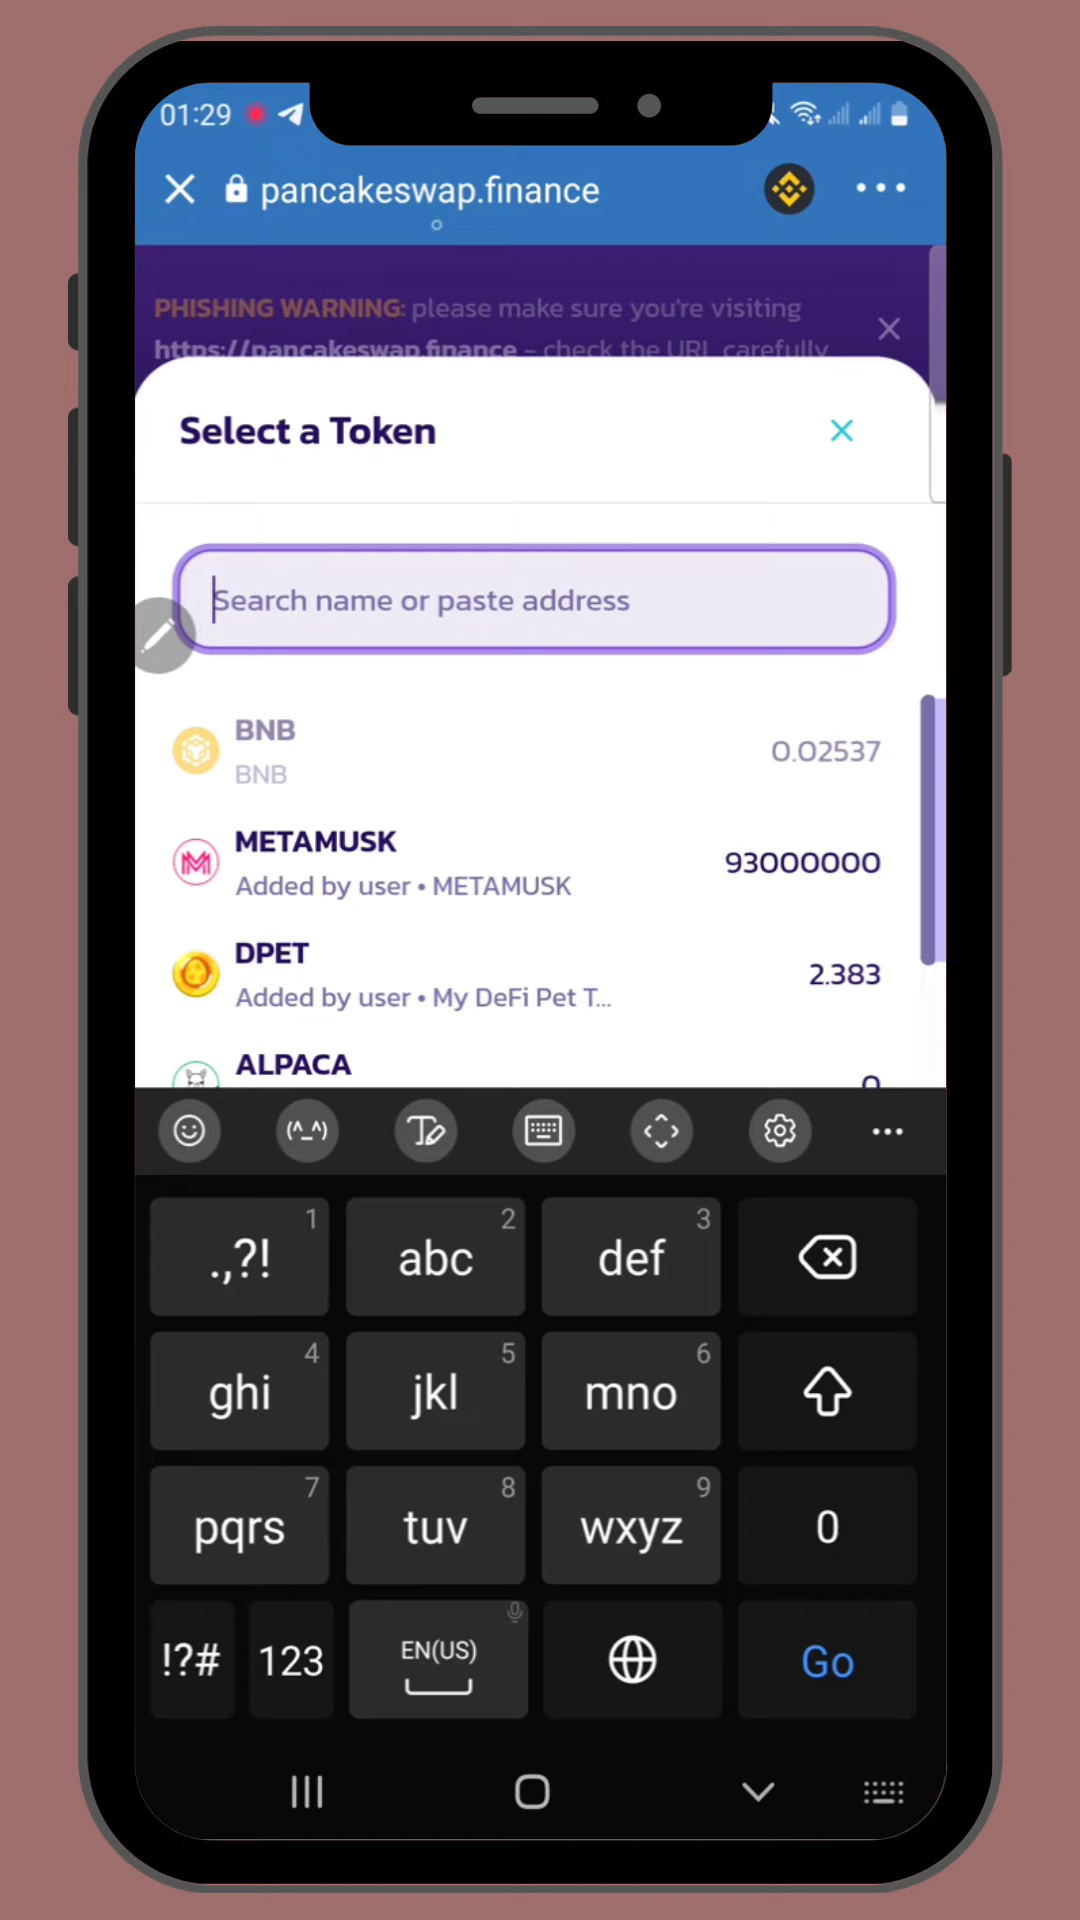 01:29
pancakeswap.finance
PHISHING WARNING: please make sure you're visiting
https://pancakeswap.finance - check the URL carefully
Select a Token
Search name or paste address
BNB
BNB
0.02537
METAMUSK
Added by user • METAMUSK
93000000
DPET
Added by user • My DeFi Pet T...
2.383
ALPACA
0
(^_^)
.,?! 1
abc 2
def 3
ghi 4
jkl 5
mno 6
pqrs 7
tuv 8
wxyz 9
0
!?#
123
EN(US)
Go